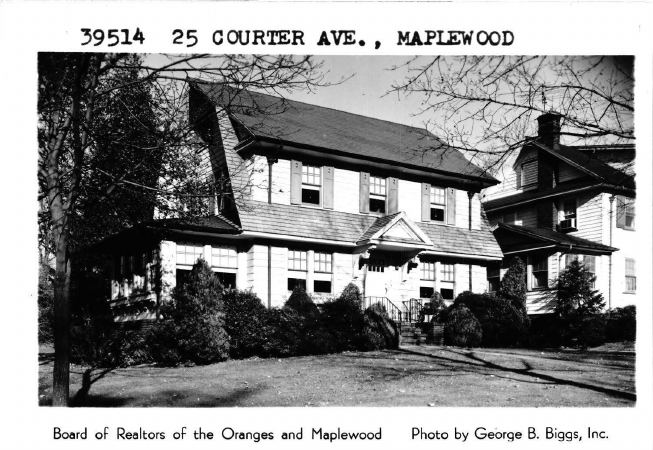 39514 25 COURTER AVE., MAPLEWOOD
Board of Realtors of the Oranges and Maplewood Photo by George B. Biggs, Inc.